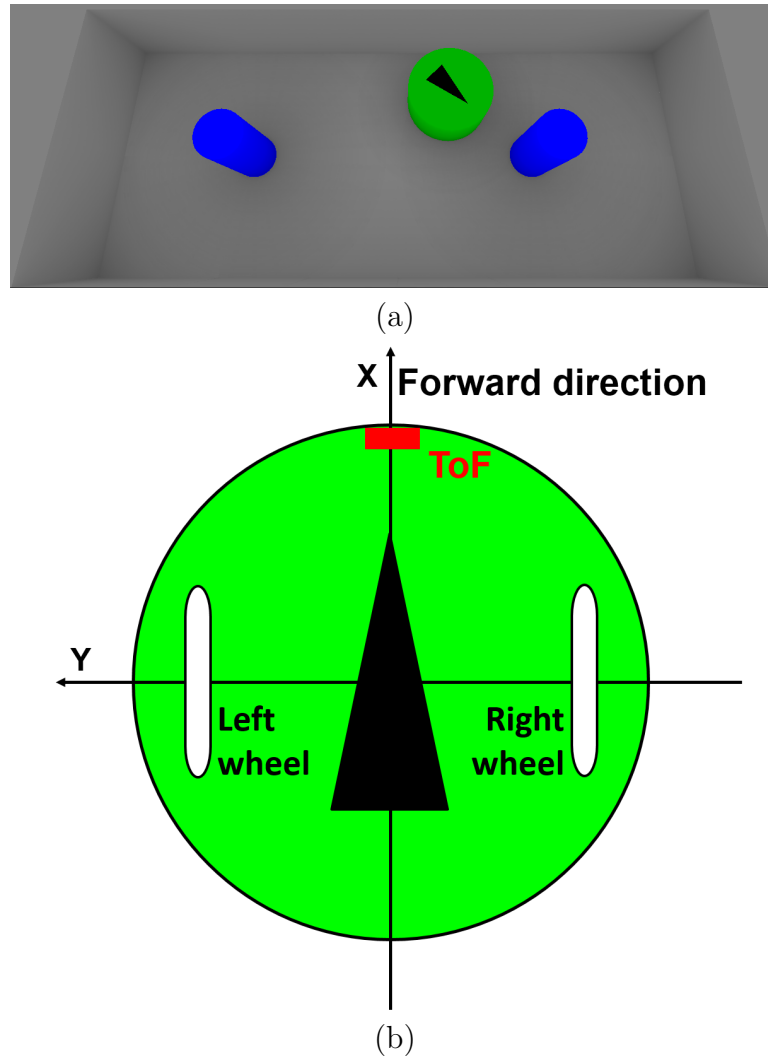 (a)
X
Forward direction
ToF
Y
Left
wheel
Right
wheel
(b)